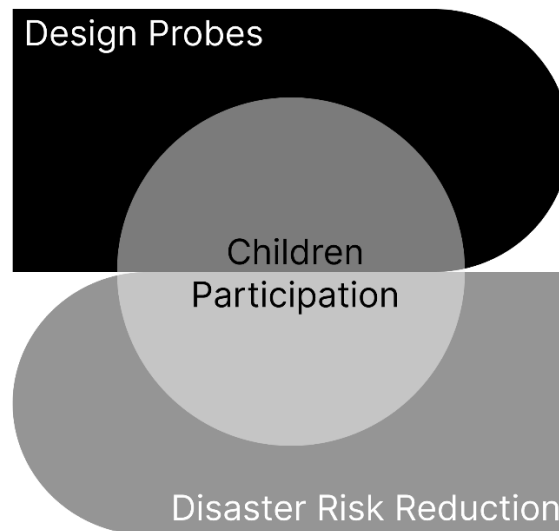 Design Probes
Children
Participation
Disaster Risk Reduction